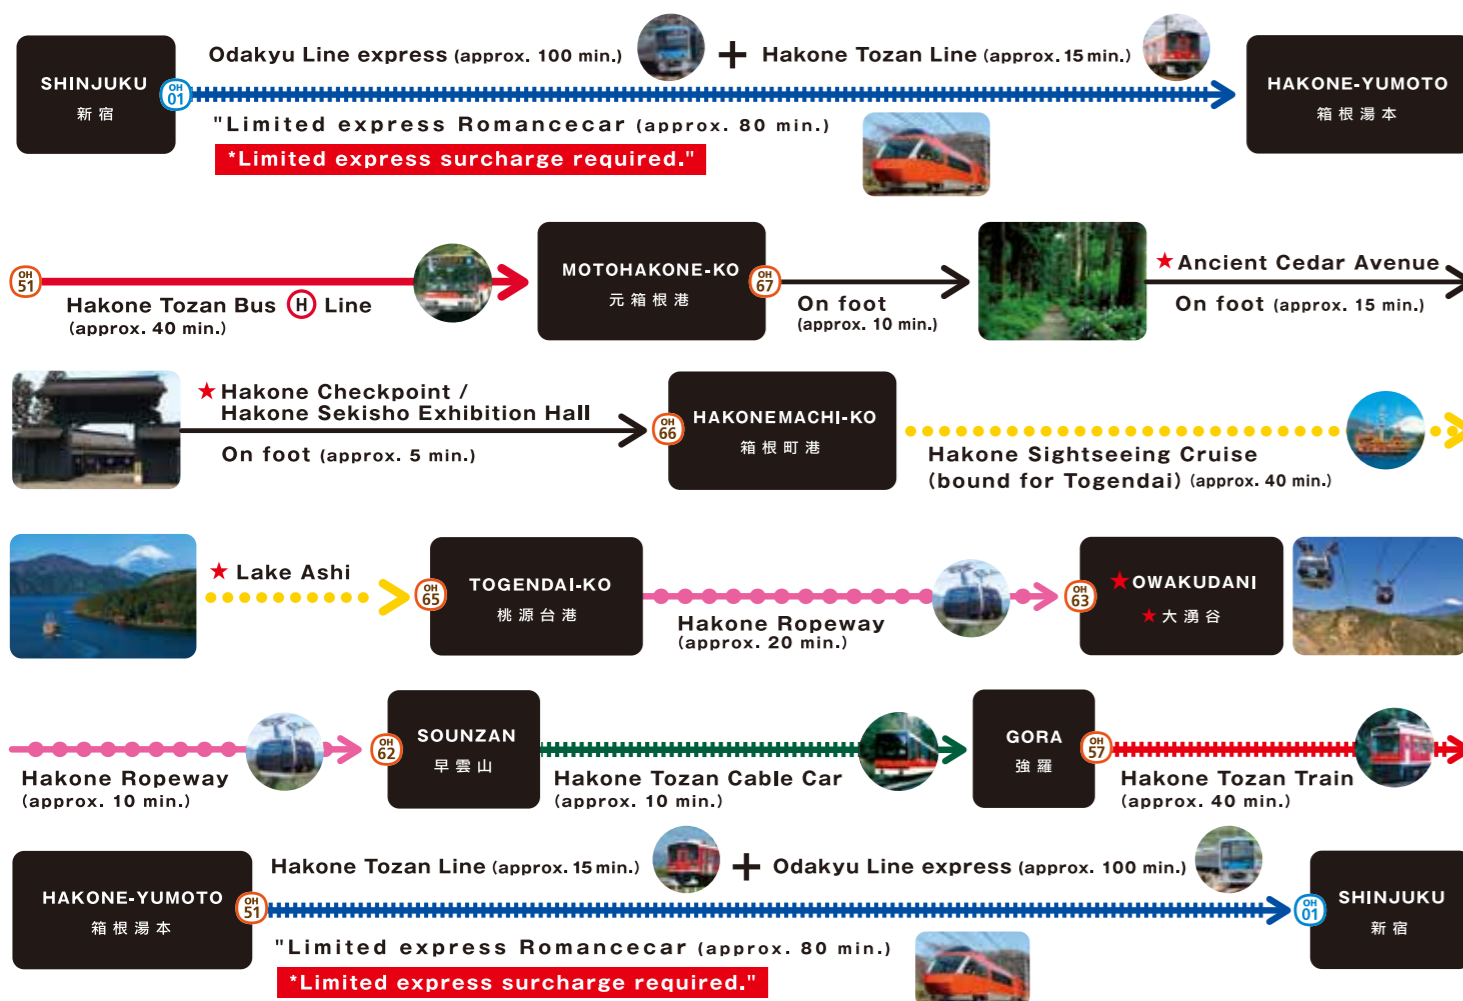 Odakyu Line express (approx. 100 min.)
Hakone Tozan Line (approx. 15 min.)
SHINJUKU
新宿
OH
01
HAKONE-YUMOTO
箱根湯本
"Limited express Romancecar (approx. 80 min.)
*Limited express surcharge required."
OH
51
Hakone Tozan Bus H Line
(approx. 40 min.)
MOTOHAKONE-KO
元箱根港
OH
67
On foot
(approx. 10 min.)
★Ancient Cedar Avenue
On foot (approx. 15 min.)
★Hakone Checkpoint /
Hakone Sekisho Exhibition Hall
On foot (approx. 5 min.)
OH
66
HAKONEMACHI-KO
箱根町港
Hakone Sightseeing Cruise
(bound for Togendai) (approx. 40 min.)
★ Lake Ashi
OH
65
TOGENDAI-KO
桃源台港
Hakone Ropeway
(approx. 20 min.)
OH
63
★OWAKUDANI
★大湧谷
Hakone Ropeway
(approx. 10 min.)
OH
62
SOUNZAN
早雲山
Hakone Tozan Cable Car
(approx. 10 min.)
GORA
強羅
OH
57
Hakone Tozan Train
(approx. 40 min.)
HAKONE-YUMOTO
箱根湯本
OH
51
Hakone Tozan Line (approx. 15 min.)
Odakyu Line express (approx. 100 min.)
"Limited express Romancecar (approx. 80 min.)
*Limited express surcharge required."
OH
01
SHINJUKU
新宿